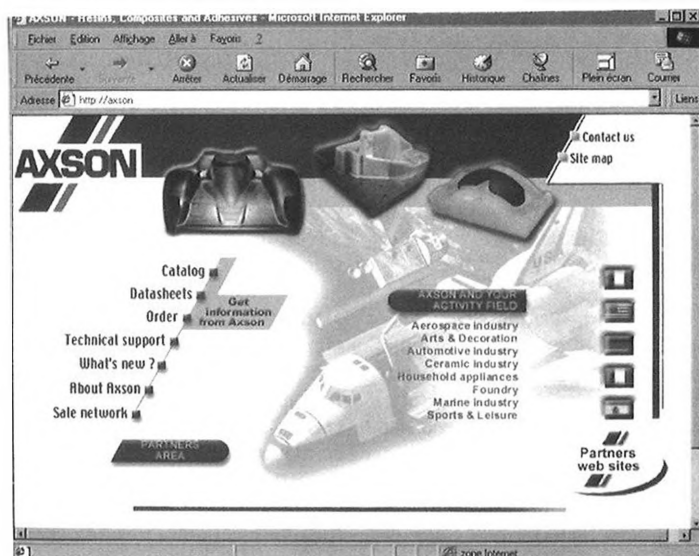 AXSON - Resins, Composites and Adhesives - Microsoft Internet Explorer
Fichier Edition Affichage Aller à Favoris ?
Précédente Suivante Arrêter Actualiser Démarrage Rechercher Favoris Historique Chaînes Plein écran Courrier
Adresse http://axson Liens
AXSON
Contact us
Site map
Catalog
Datasheets
Order
Get
information
from Axson
Technical support
What's new ?
About Axson
Sale network
PARTNERS
AREA
USA
AXSON AND YOUR
ACTIVITY FIELD
Aerospace industry
Arts & Decoration
Automotive industry
Ceramic industry
Household appliances
Foundry
Marine industry
Sports & Leisure
Partners
web sites
zone Internet